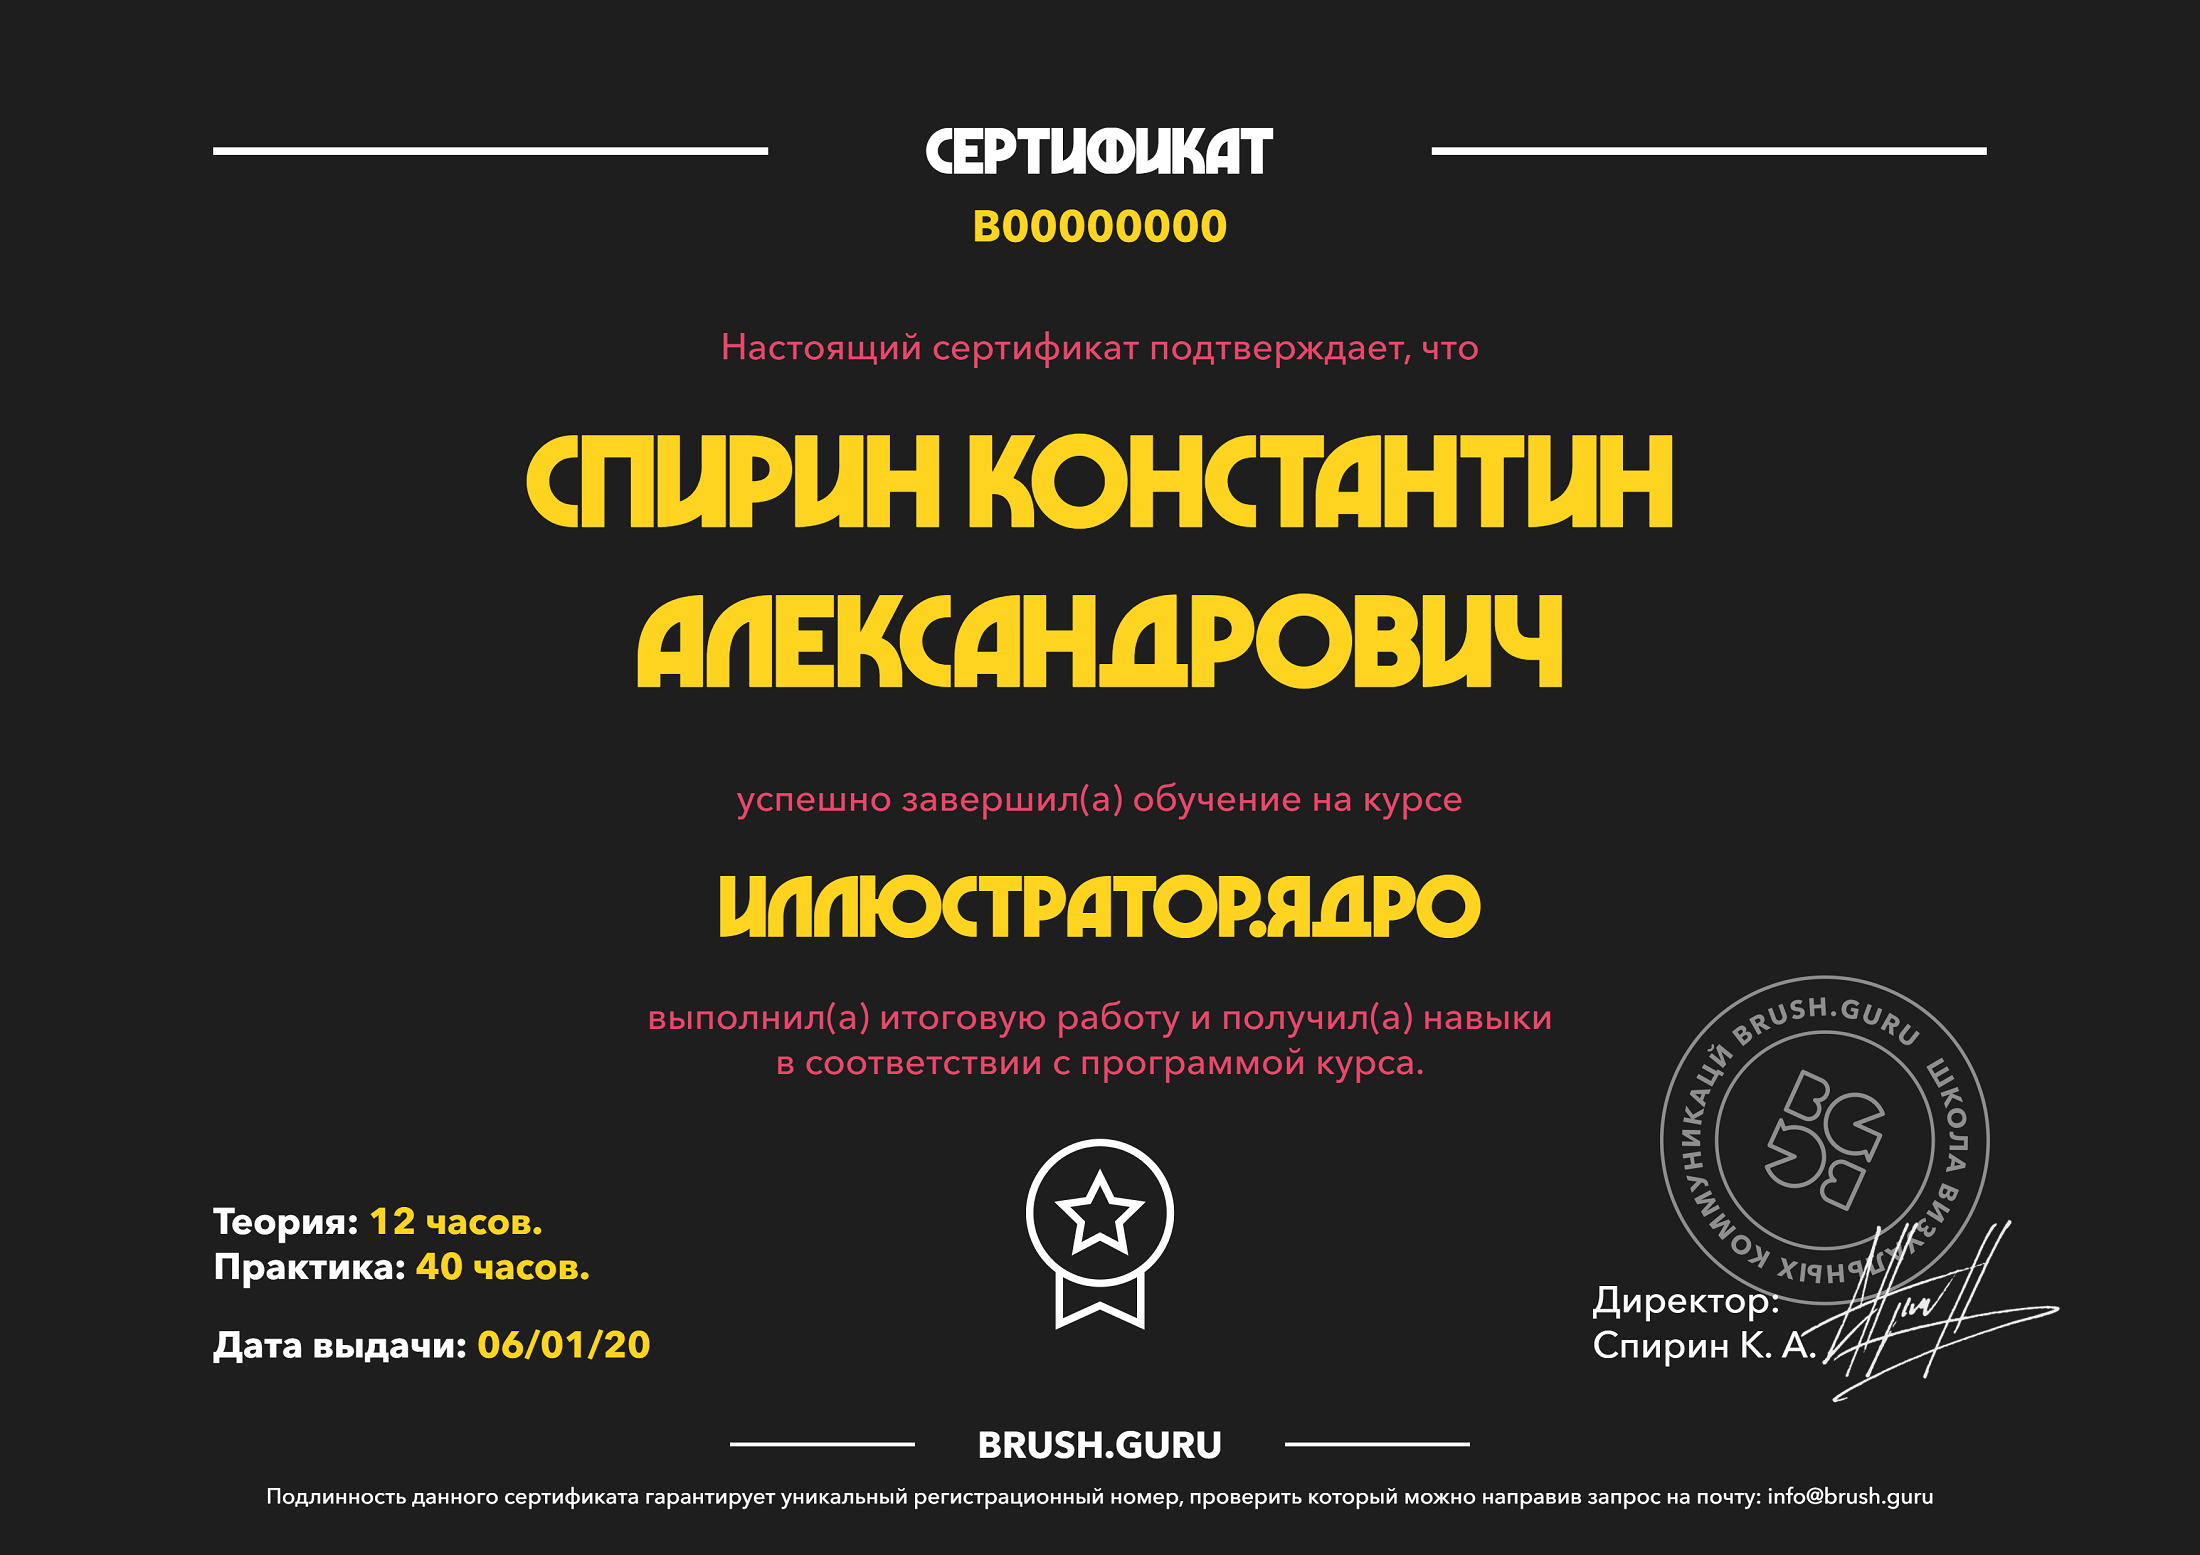 СЕРТИФИКАТ
B00000000
Настоящий сертификат подтверждает, что
СПИРИН КОНСТАНТИН
АЛЕКСАНДРОВИЧ
успешно завершил(а) обучение на курсе
ИЛЛЮСТРАТОР.ЯДРО
выполнил(а) итоговую работу и получил(а) навыки
в соответствии с программой курса.
Теория: 12 часов.
Практика: 40 часов.
Дата выдачи: 06/01/20
ШКОЛА ВИЗУАЛЬНЫХ КОММУНИКАЦЙ BRUSH.GURU
Директор:
Спирин К. А.
BRUSH.GURU
Подлинность данного сертификата гарантирует уникальный регистрационный номер, проверить который можно направив запрос на почту: info@brush.guru